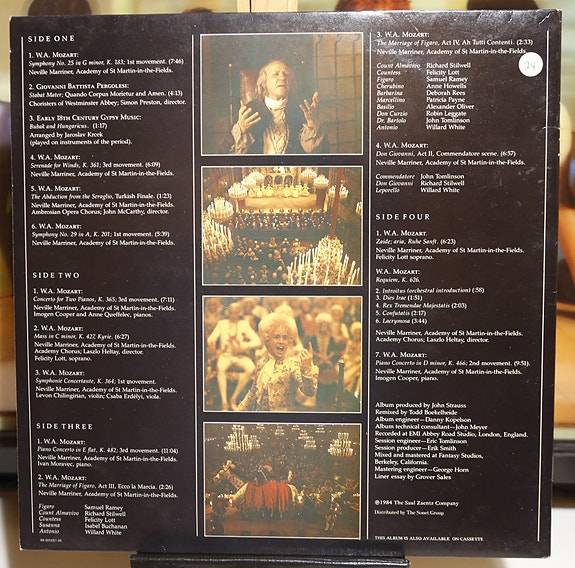 SIDE ONE
1. W.A. MOZART:
Symphony No. 25 in G minor, K. 183; 1st movement. (7:46)
Neville Marriner, Academy of St Martin-in-the-Fields.
2. GIOVANNI BATTISTA PERGOLESI:
Stabat Mater; Quando Corpus Morietur and Amen. (4:13)
Choristers of Westminster Abbey; Simon Preston, director.
3. EARLY 18TH CENTURY GYPSY MUSIC:
Bubak and Hungaricus. (1:17)
Arranged by Jaroslav Krcek
(played on instruments of the period).
4. W.A. MOZART:
Serenade for Winds, K. 361; 3rd movement. (6:09)
Neville Marriner, Academy of St Martin-in-the-Fields.
5. W.A. MOZART:
The Abduction from the Seraglio, Turkish Finale. (1:23)
Neville Marriner, Academy of St Martin-in-the-Fields.
Ambrosian Opera Chorus; John McCarthy, director.
6. W.A. MOZART:
Symphony No. 29 in A, K. 201; 1st movement. (5:39)
Neville Marriner, Academy of St Martin-in-the-Fields.
SIDE TWO
1. W.A. MOZART:
Concerto for Two Pianos, K. 365; 3rd movement. (7:11)
Neville Marriner, Academy of St Martin-in-the-Fields.
Imogen Cooper and Anne Queffelec, pianos.
2. W.A. MOZART:
Mass in C minor, K. 427, Kyrie. (6:27)
Neville Marriner, Academy of St Martin-in-the-Fields.
Academy Chorus; Laszlo Heltay, director.
Felicity Lott, soprano.
3. W.A. MOZART:
Symphonie Concertante, K. 364; 1st movement.
Neville Marriner, Academy of St Martin-in-the-Fields.
Levon Chilingirian, violin; Csaba Erdélyi, viola.
SIDE THREE
1. W.A. MOZART:
Piano Concerto in E flat, K. 482; 3rd movement. (11:04)
Neville Marriner, Academy of St Martin-in-the-Fields.
Ivan Moravec, piano.
2. W.A. MOZART:
The Marriage of Figaro, Act III, Ecco la Marcia. (2:26)
Neville Marriner, Academy of St Martin-in-the-Fields.
Figaro Samuel Ramey
Count Almavivo Richard Stilwell
Countess Felicity Lott
Susanna Isabel Buchanan
Antonio Willard White
3. W.A. MOZART:
The Marriage of Figaro, Act IV, Ah Tutti Contenti. (2:33)
Neville Marriner, Academy of St Martin-in-the-Fields.
24
Count Almavivo Richard Stilwell
Countess Felicity Lott
Figaro Samuel Ramey
Cherubino Anne Howells
Barbarina Deborah Rees
Marcellina Patricia Payne
Basilio Alexander Oliver
Don Curzio Robin Leggate
Dr. Bartolo John Tomlinson
Antonio Willard White
4. W.A. MOZART:
Don Giovanni, Act II, Commendatore scene. (6:57)
Neville Marriner, Academy of St Martin-in-the-Fields.
Commendatore John Tomlinson
Don Giovanni Richard Stilwell
Leporello Willard White
SIDE FOUR
1. W.A. MOZART.
Zaide; aria, Ruhe Sanft. (6:23)
Neville Marriner, Academy of St Martin-in-the-Fields.
Felicity Lott soprano.
W.A. MOZART:
Requiem, K. 626.
2. Introitus (orchestral introduction) (:58)
3. Dies Irae (1:51)
4. Rex Tremendae Majestatis (2:03)
5. Confutatis (2:17)
6. Lacrymosa (3:44)
Neville Marriner, Academy of St Martin-in-the-Fields.
Academy Chorus; Laszlo Heltay, director.
7. W.A. MOZART:
Piano Concerto in D minor, K. 466; 2nd movement. (9:51).
Neville Marriner, Academy of St Martin-in-the-Fields.
Imogen Cooper, piano.
Album produced by John Strauss
Remixed by Todd Boekelheide
Album engineer—Danny Kopelson
Album technical consultant—John Meyer
Recorded at EMI Abbey Road Studio, London, England.
Session engineer—Eric Tomlinson
Session producer—Erik Smith
Mixed and mastered at Fantasy Studios,
Berkeley, California.
Mastering engineer—George Horn
Liner essay by Grover Sales
©1984 The Saul Zaentz Company
Distributed by The Sonet Group
THIS ALBUM IS ALSO AVAILABLE ON CASSETTE